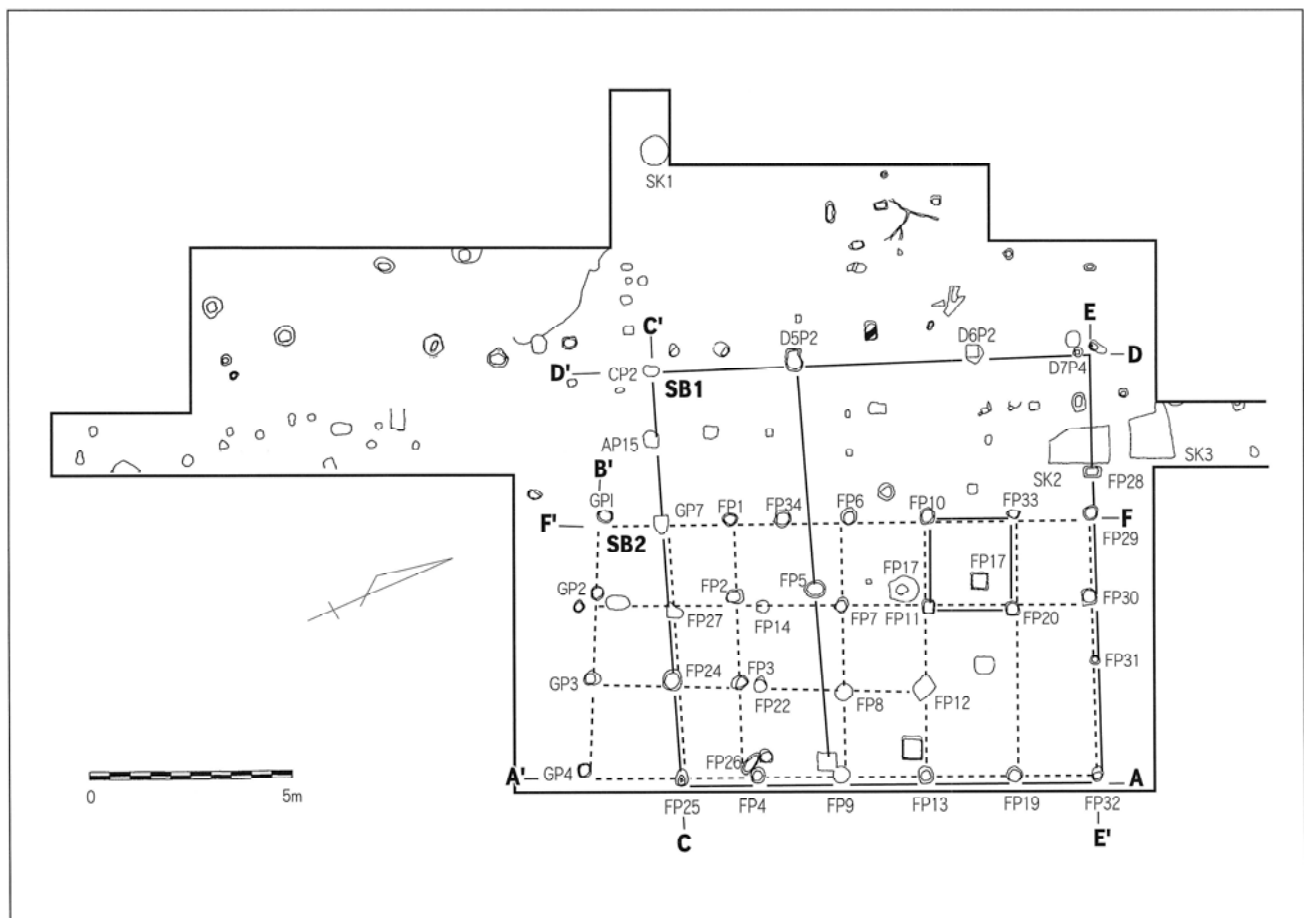 SK1
C'
E
D5P2
D6P2
D' CP2 SB1 D
D7P4
AP15
SK3
B' SK2 FP28
GP1 GP7 FP1 FP34 FP6 FP10 FP33
F' F
SB2 FP29
GP2 FP2 FP5 FP17 FP17 FP30
FP27 FP14 FP7 FP11 FP20
FP31
FP24 FP3
GP3
FP22 FP8 FP12
FP26
GP4
A' A
FP25 FP4 FP9 FP13 FP19 FP32
0 5m
C E'